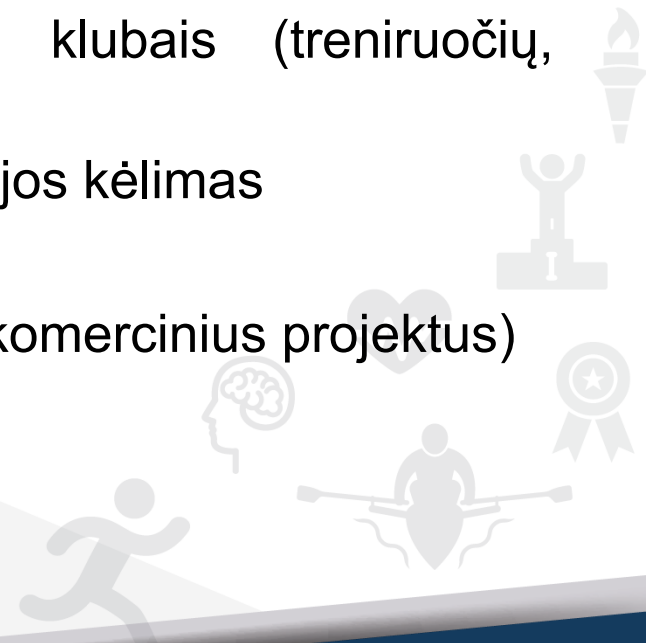 klubais (treniruočių,
jos kėlimas
komercinius projektus)